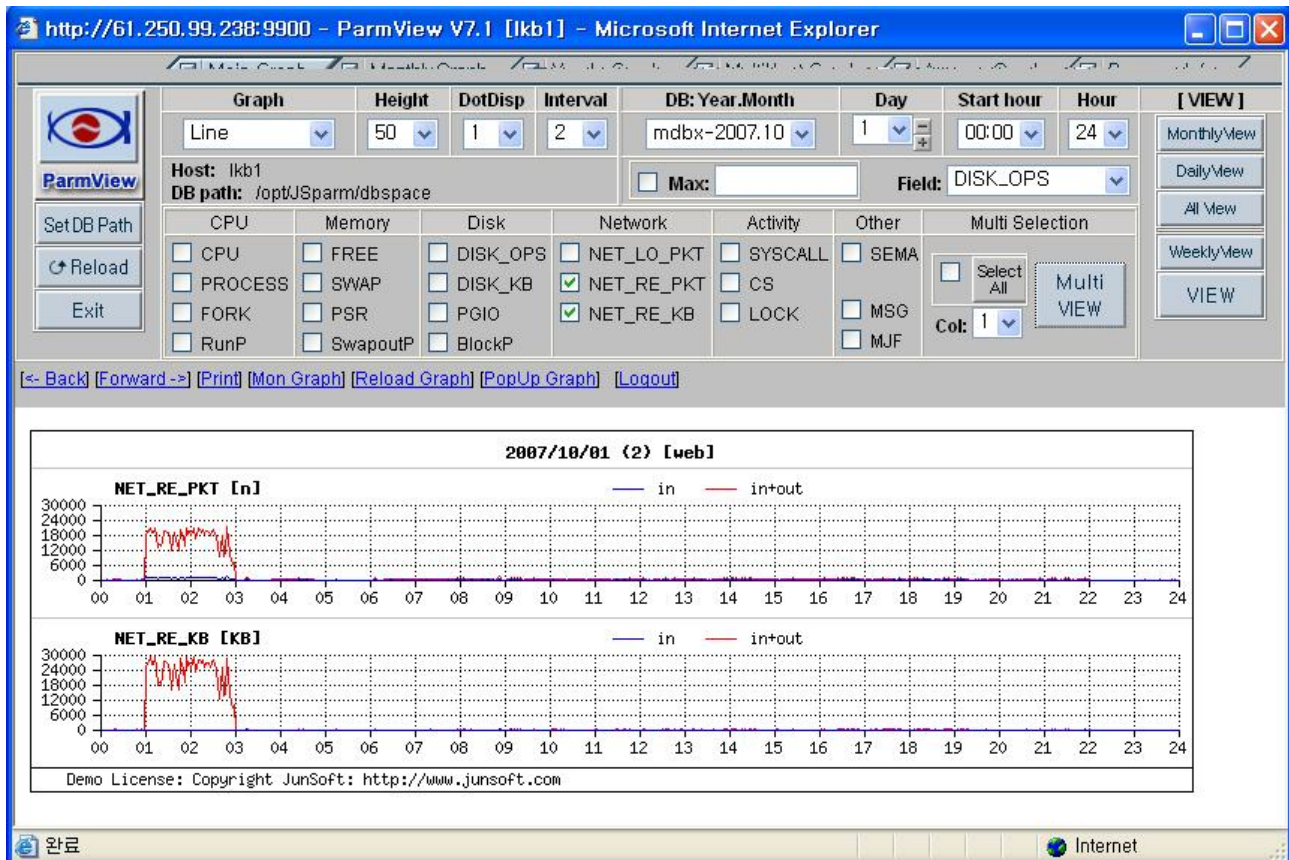 http://61.250.99.238:9900 - ParmView V7.1 [lkb1] - Microsoft Internet Explorer
Graph Height DotDisp Interval DB:Year.Month Day Start hour Hour [ VIEW ]
Line 50 1 2 mdbx-2007.10 1 00:00 24 MonthlyView
ParmView
Host: lkb1
DB path: /opt/JSparm/dbspace
Max: Field: DISK_OPS
DailyView
All View
Set DB Path
CPU Memory Disk Network Activity Other Multi Selection
CPU FREE DISK_OPS NET_LO_PKT SYSCALL SEMA
WeeklyView
Reload
PROCESS SWAP DISK_KB NET_RE_PKT CS
Select All
Multi VIEW
VIEW
Exit
FORK PSR PGIO NET_RE_KB LOCK MSG
Col: 1
RunP SwapoutP BlockP MJF
[<- Back] [Forward ->] [Print] [Mon Graph] [Reload Graph] [PopUp Graph] [Logout]
2007/10/01 (2) [web]
NET_RE_PKT [n] in in+out
30000
24000
18000
12000
6000
0
00 01 02 03 04 05 06 07 08 09 10 11 12 13 14 15 16 17 18 19 20 21 22 23 24
NET_RE_KB [KB] in in+out
30000
24000
18000
12000
6000
0
00 01 02 03 04 05 06 07 08 09 10 11 12 13 14 15 16 17 18 19 20 21 22 23 24
Demo License: Copyright JunSoft: http://www.junsoft.com
완료 Internet